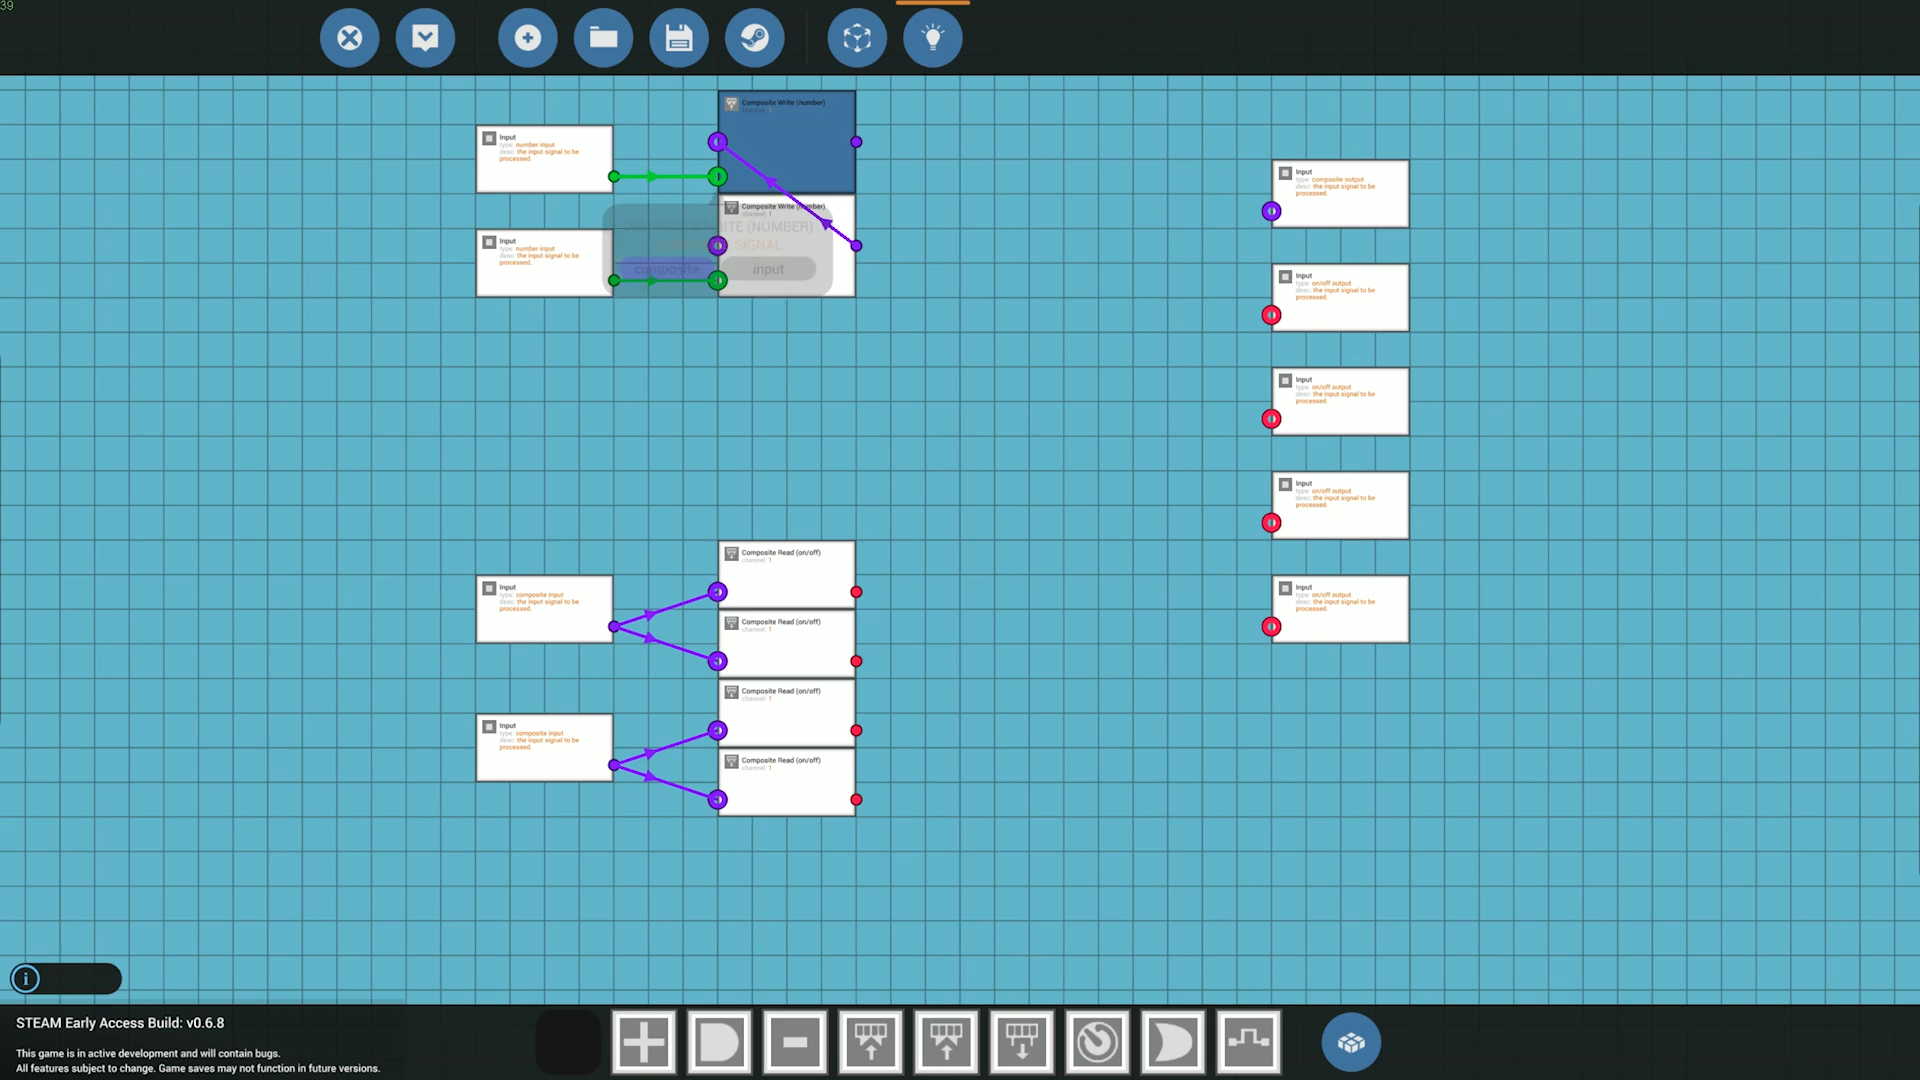 39
Composite Write (number)
Input
type: number input
desc: the input signal to be
processed.
Composite Write (number)
channel: 1
ITE (NUMBER)
SIGNAL
composite
input
Input
type: number input
desc: the input signal to be
processed.
Input
type: composite output
desc: the input signal to be
processed.
Input
type: on/off output
desc: the input signal to be
processed.
Input
type: on/off output
desc: the input signal to be
processed.
Input
type: on/off output
desc: the input signal to be
processed.
Input
type: on/off output
desc: the input signal to be
processed.
Composite Read (on/off)
channel: 1
Input
type: composite input
desc: the input signal to be
processed.
Composite Read (on/off)
channel: 1
Composite Read (on/off)
channel: 1
Input
type: composite input
desc: the input signal to be
processed.
Composite Read (on/off)
channel: 1
STEAM Early Access Build: v0.6.8
This game is in active development and will contain bugs.
All features subject to change. Game saves may not function in future versions.